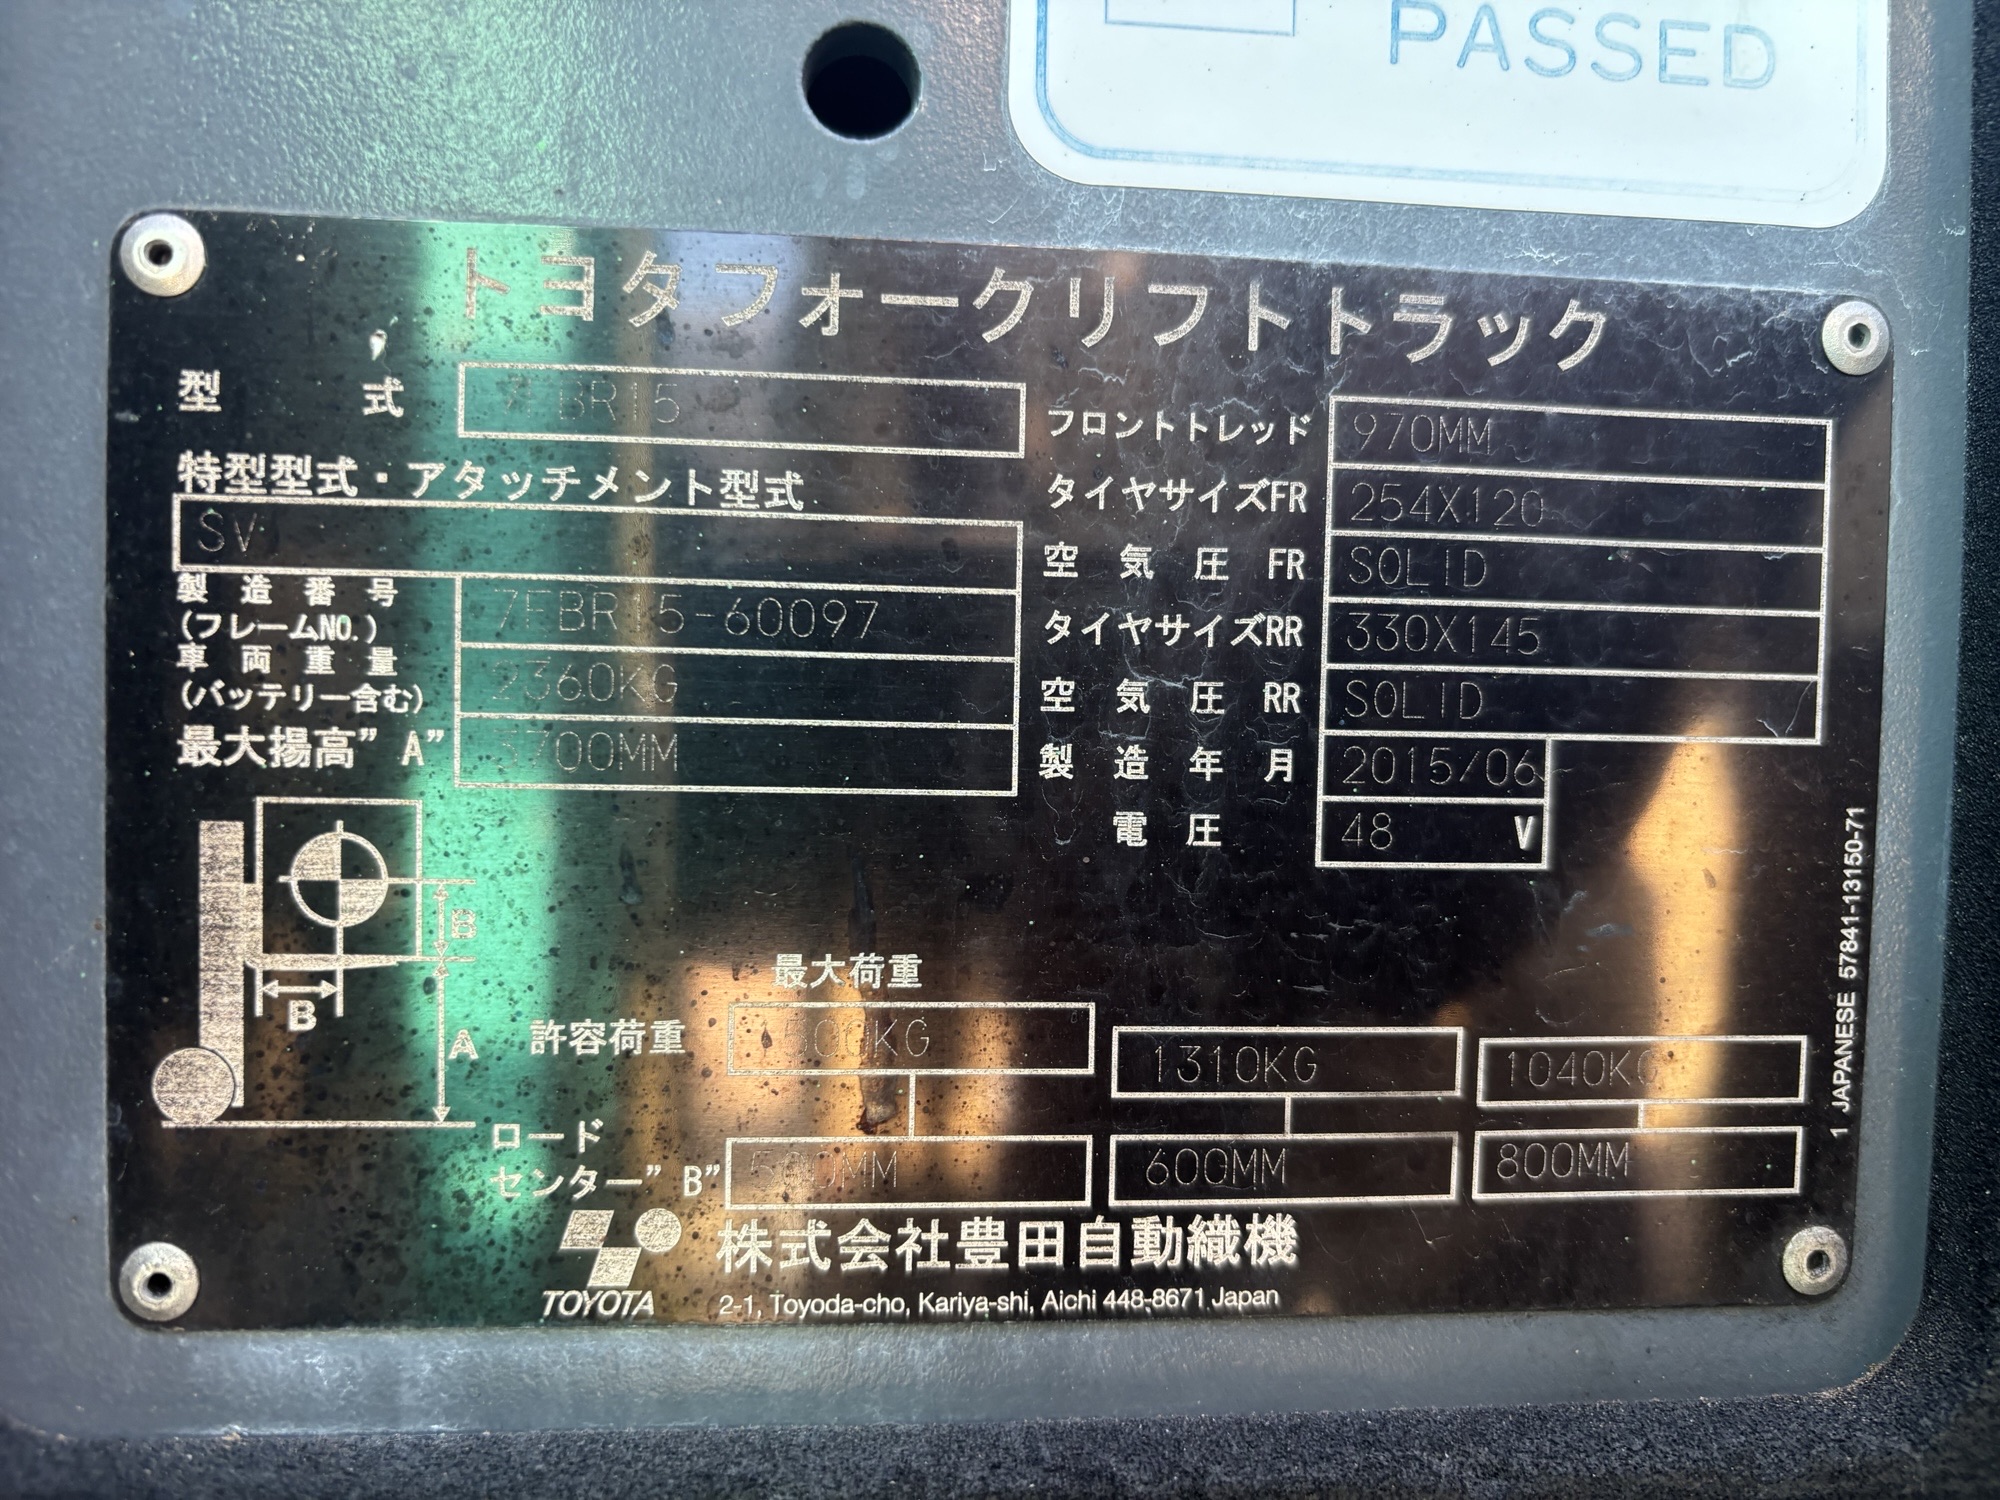 PASSED
トヨタフォークリフトトラック
型式 7FBR15
特型型式・アタッチメント型式
SV
製造番号
(フレームNO.) 7FBR15-60097
車両重量
(バッテリー含む) 2360KG
最大揚高"A" 3700MM
フロントトレッド 970MM
タイヤサイズFR 254X120
空気圧FR SOLID
タイヤサイズRR 330X145
空気圧RR SOLID
製造年月 2015/06
電圧 48 V
B
B
A
最大荷重
許容荷重 1500KG 1310KG 1040KG
ロード
センター"B" 500MM 600MM 800MM
TOYOTA
株式会社豊田自動織機
2-1, Toyoda-cho, Kariya-shi, Aichi 448-8671 Japan
1 JAPANESE 57841-13150-71